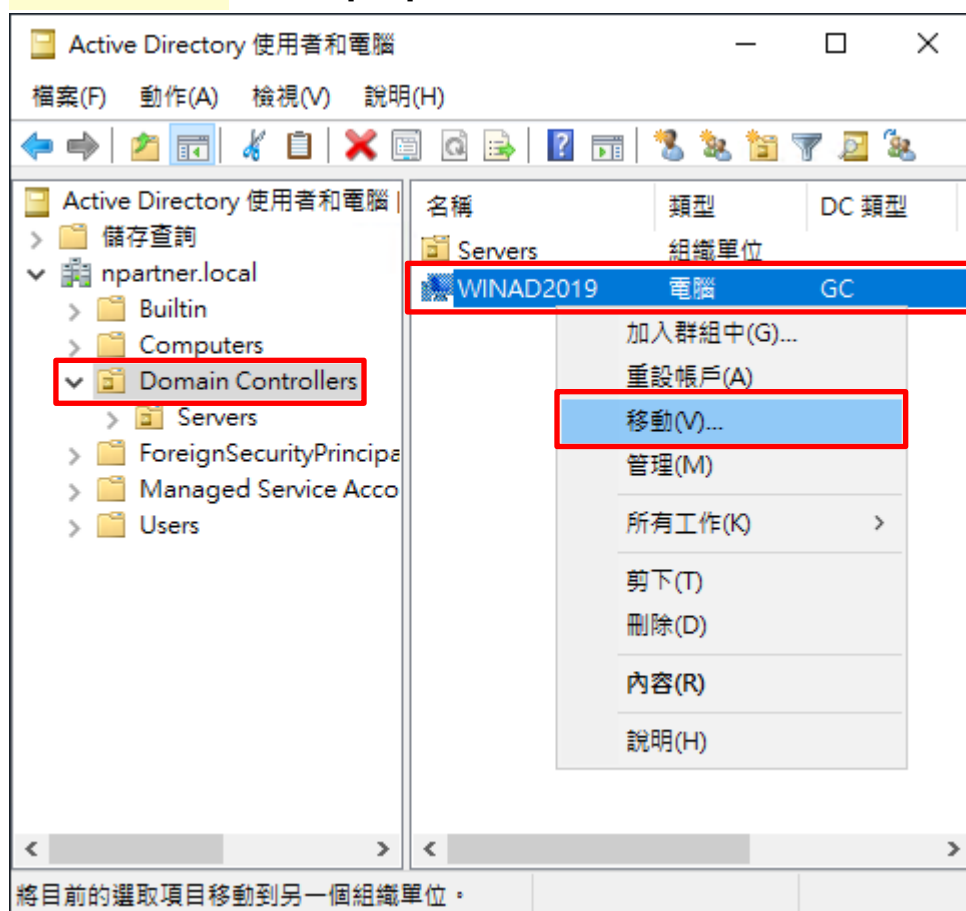 Active Directory 使用者和電腦
檔案(F) 動作(A) 檢視(V) 說明(H)
Active Directory 使用者和電腦
儲存查詢
npartner.local
Builtin
Computers
Domain Controllers
Servers
ForeignSecurityPrincipa
Managed Service Acco
Users
名稱 類型 DC 類型
Servers 組織單位
WINAD2019 電腦 GC
加入群組中(G)...
重設帳戶(A)
移動(V)...
管理(M)
所有工作(K)
剪下(T)
刪除(D)
內容(R)
說明(H)
將目前的選取項目移動到另一個組織單位。